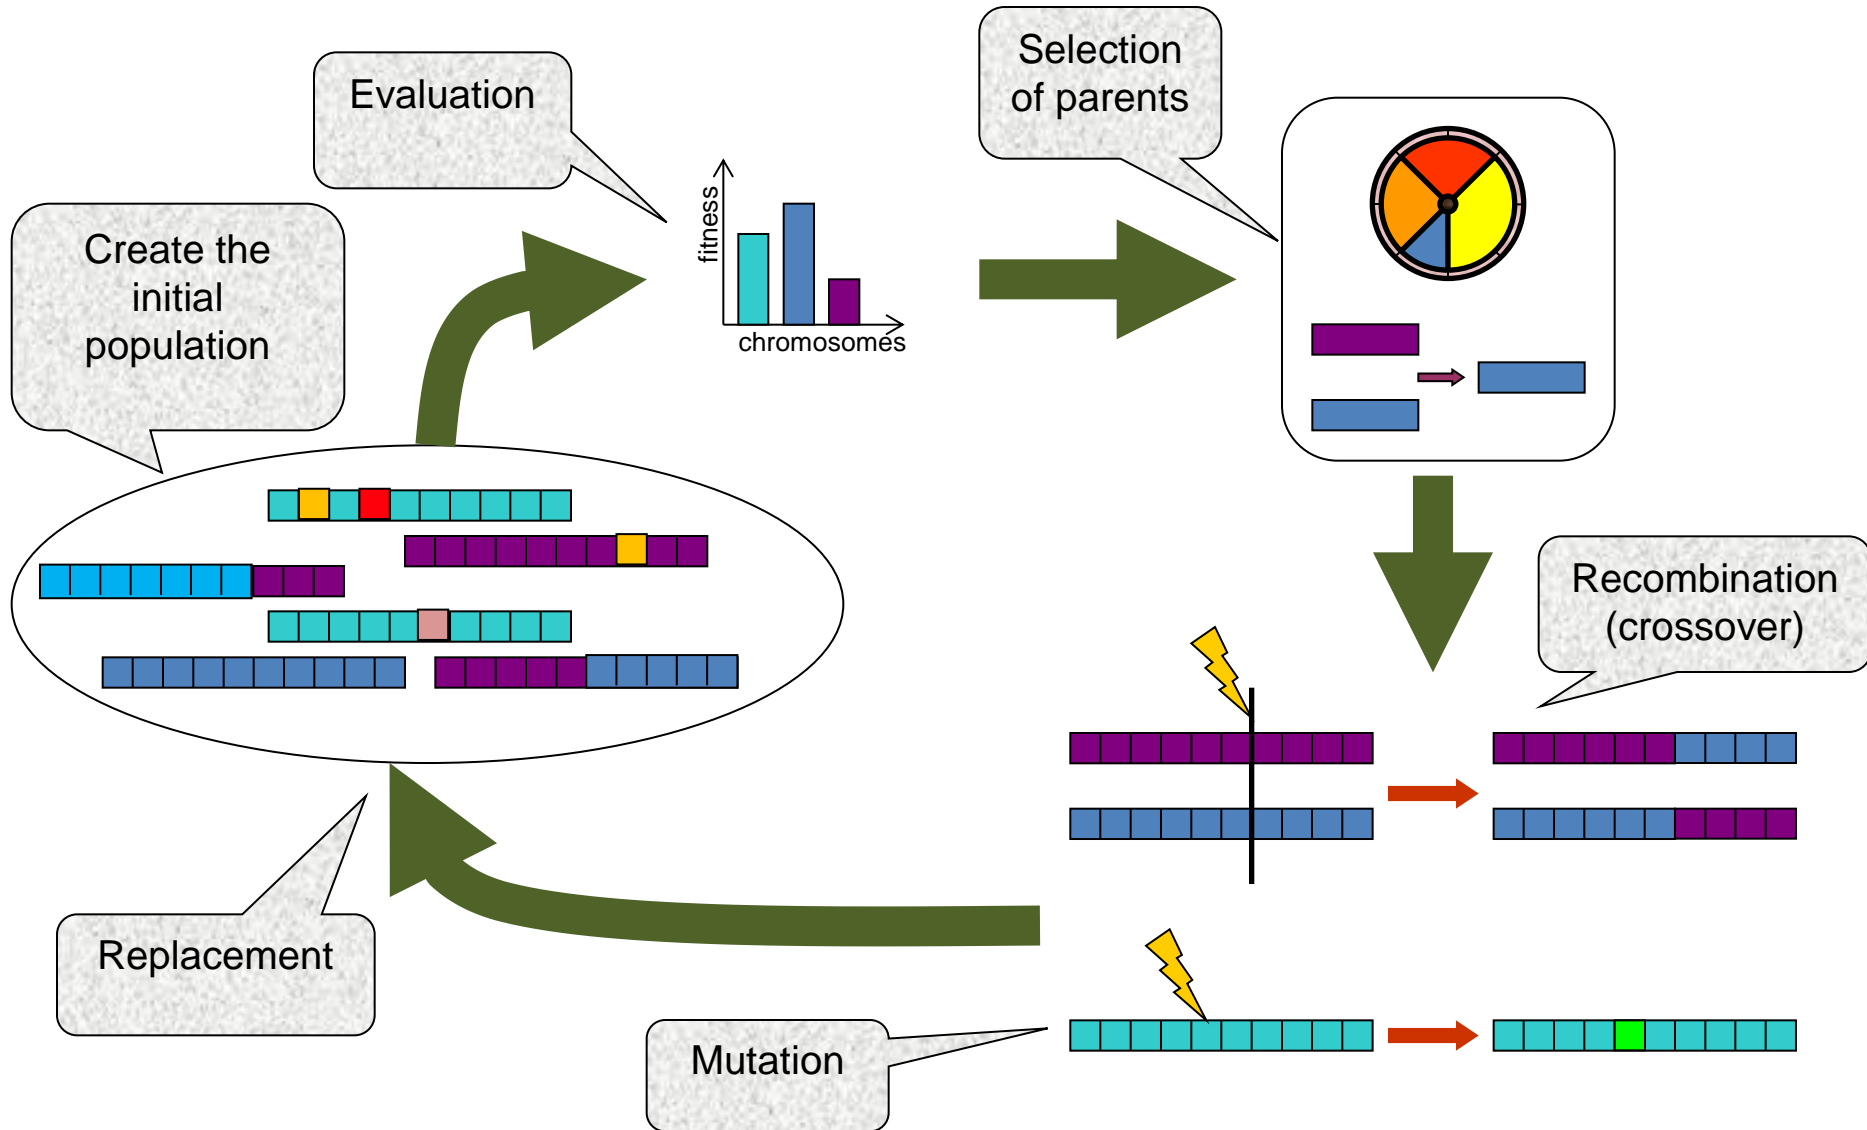 Create the
initial
population
Evaluation
fitness
chromosomes
Selection
of parents
Recombination
(crossover)
Mutation
Replacement